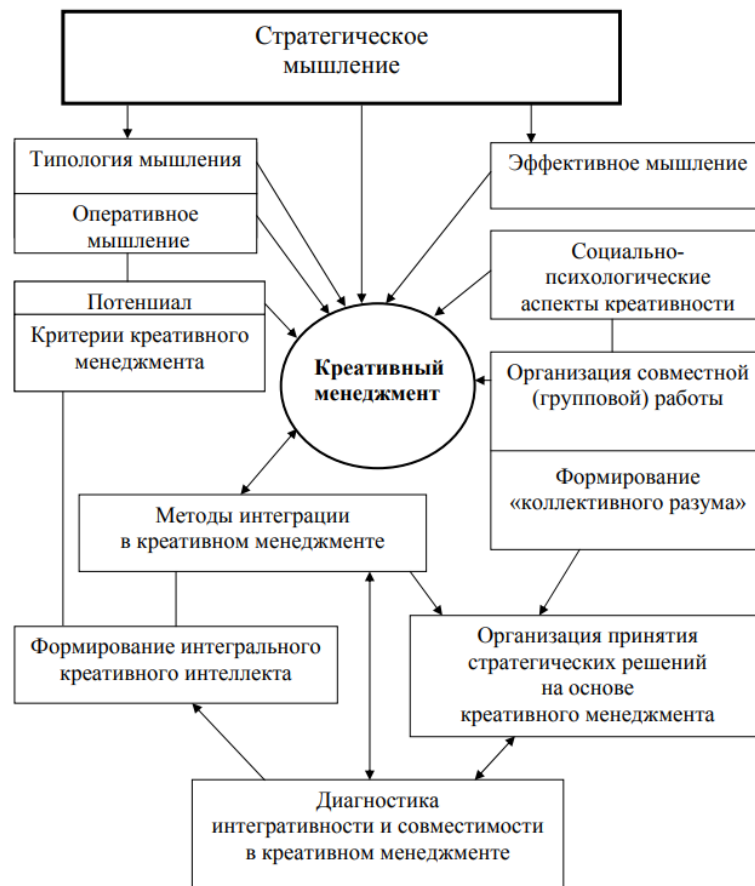 Стратегическое
мышление
Типология мышления
Оперативное
мышление
Эффективное мышление
Социально-
психологические
аспекты креативности
Потенциал
Критерии креативного
менеджмента
Креативный
менеджмент
Организация совместной
(групповой) работы
Формирование
«коллективного разума»
Методы интеграции
в креативном менеджменте
Формирование интегрального
креативного интеллекта
Организация принятия
стратегических решений
на основе
креативного менеджмента
Диагностика
интегративности и совместимости
в креативном менеджменте